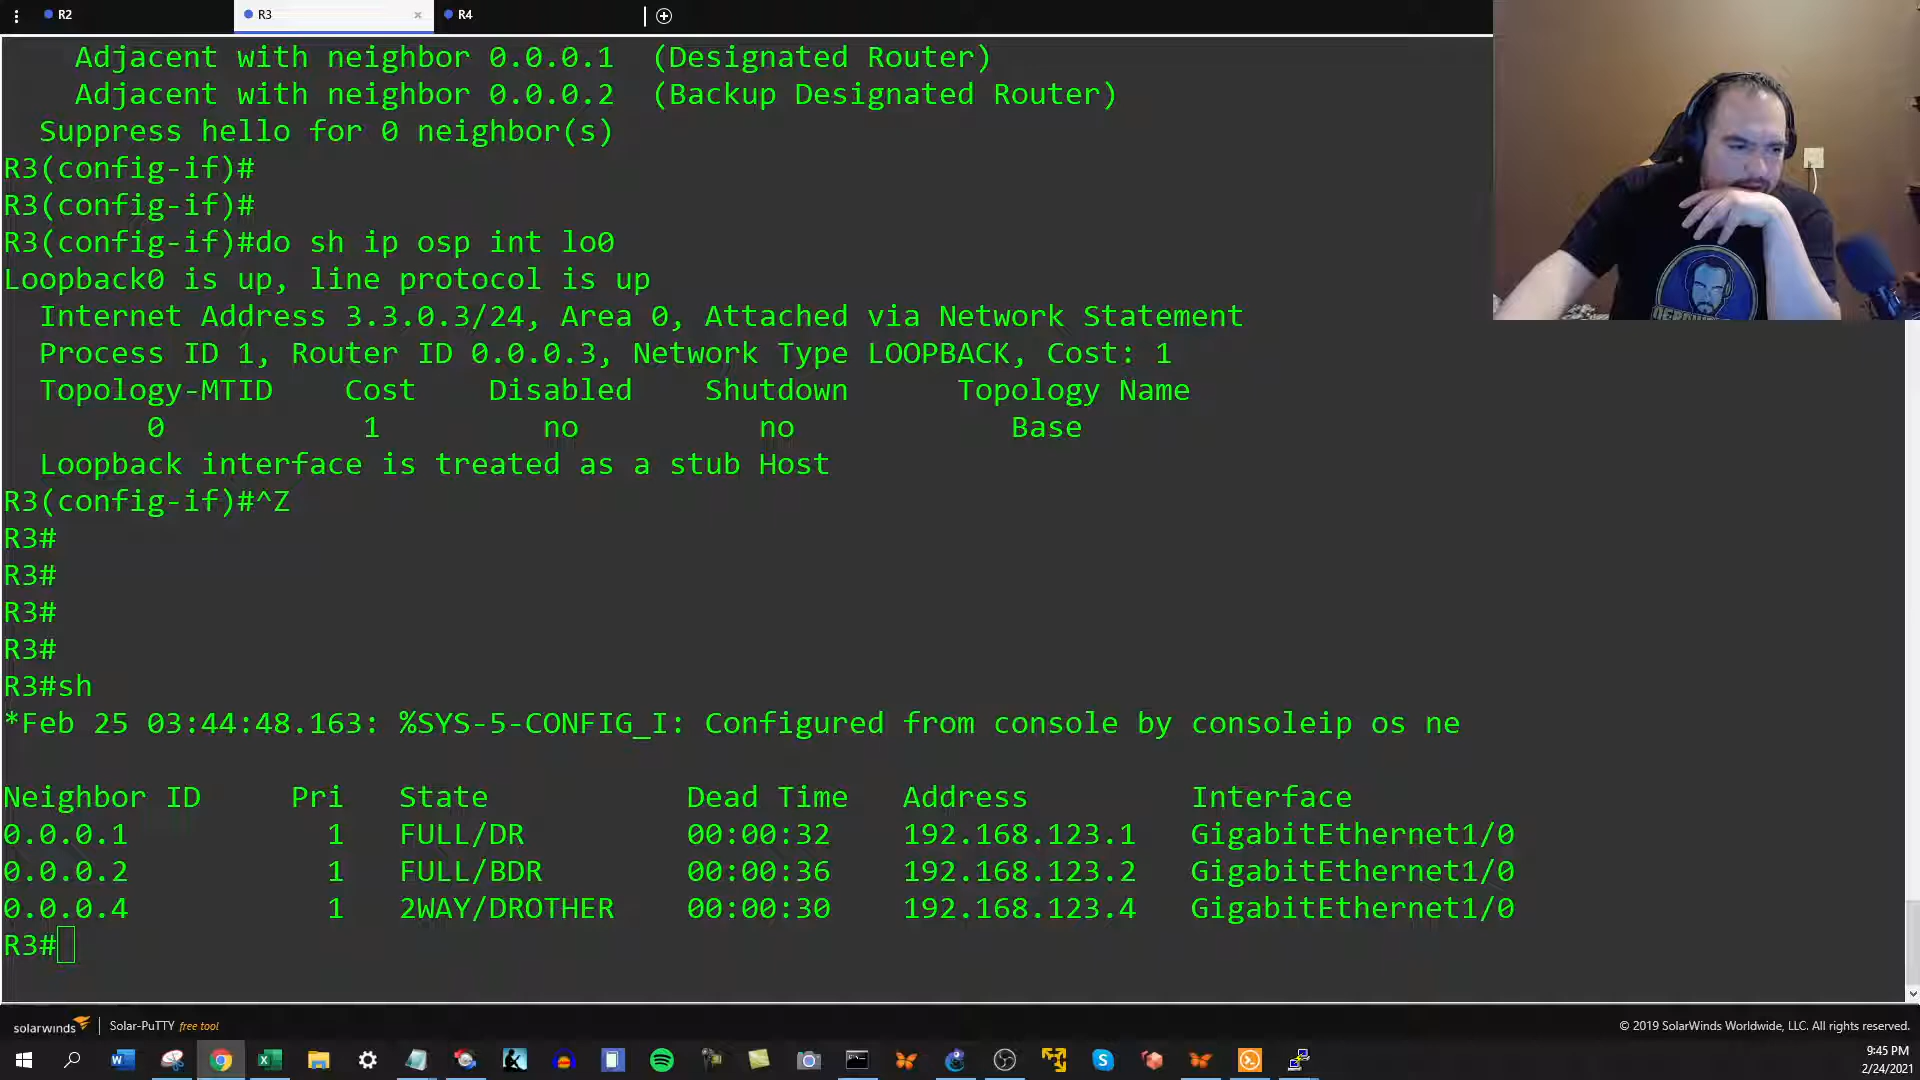 R2
R3
R4
Adjacent with neighbor 0.0.0.1  (Designated Router)
Adjacent with neighbor 0.0.0.2  (Backup Designated Router)
Suppress hello for 0 neighbor(s)
R3(config-if)#
R3(config-if)#
R3(config-if)#do sh ip osp int lo0
Loopback0 is up, line protocol is up
Internet Address 3.3.0.3/24, Area 0, Attached via Network Statement
Process ID 1, Router ID 0.0.0.3, Network Type LOOPBACK, Cost: 1
Topology-MTID    Cost    Disabled    Shutdown      Topology Name
0           1         no          no            Base
Loopback interface is treated as a stub Host
R3(config-if)#^Z
R3#
R3#
R3#
R3#
R3#sh
*Feb 25 03:44:48.163: %SYS-5-CONFIG_I: Configured from console by consoleip os ne
Neighbor ID     Pri   State           Dead Time   Address         Interface
0.0.0.1           1   FULL/DR         00:00:32    192.168.123.1   GigabitEthernet1/0
0.0.0.2           1   FULL/BDR        00:00:36    192.168.123.2   GigabitEthernet1/0
0.0.0.4           1   2WAY/DROTHER    00:00:30    192.168.123.4   GigabitEthernet1/0
R3#
solarwinds | Solar-PuTTY free tool
© 2019 SolarWinds Worldwide, LLC. All rights reserved.
9:45 PM
2/24/2021